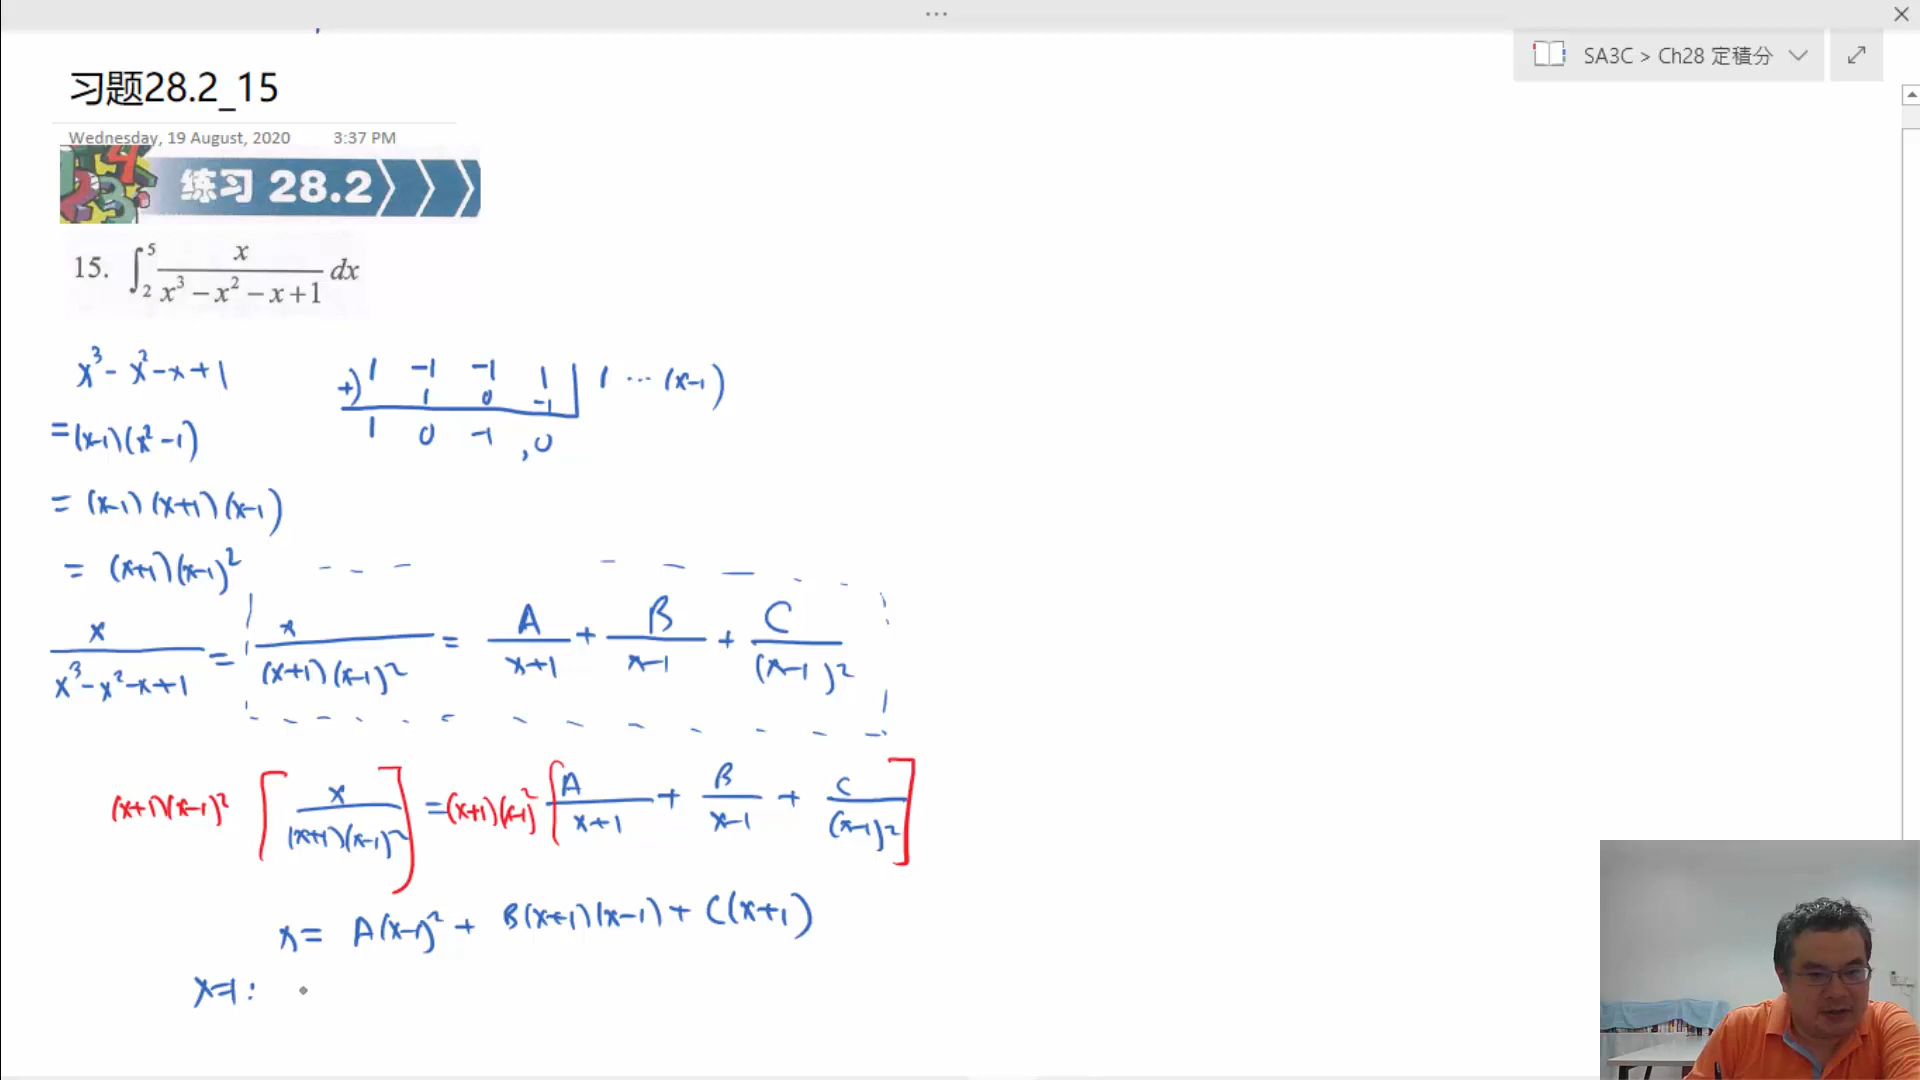 SA3C > Ch28 定積分
习题28.2_15
Wednesday, 19 August, 2020 3:37 PM
练习 28.2
15. ∫₂⁵ x/(x³−x²−x+1) dx
x³-x²-x+1
+) 1 -1 -1 1 | 1 ... (x-1)
1 0 -1
1 0 -1 , 0
=(x-1)(x²-1)
= (x-1)(x+1)(x-1)
= (x+1)(x-1)²
x/(x³-x²-x+1) = x/((x+1)(x-1)²) = A/(x+1) + B/(x-1) + C/(x-1)²
(x+1)(x-1)² [x/((x+1)(x-1)²)] =(x+1)(x-1)² [A/(x+1) + B/(x-1) + C/(x-1)²]
x= A(x-1)² + B(x+1)(x-1)+ C(x+1)
x=1: